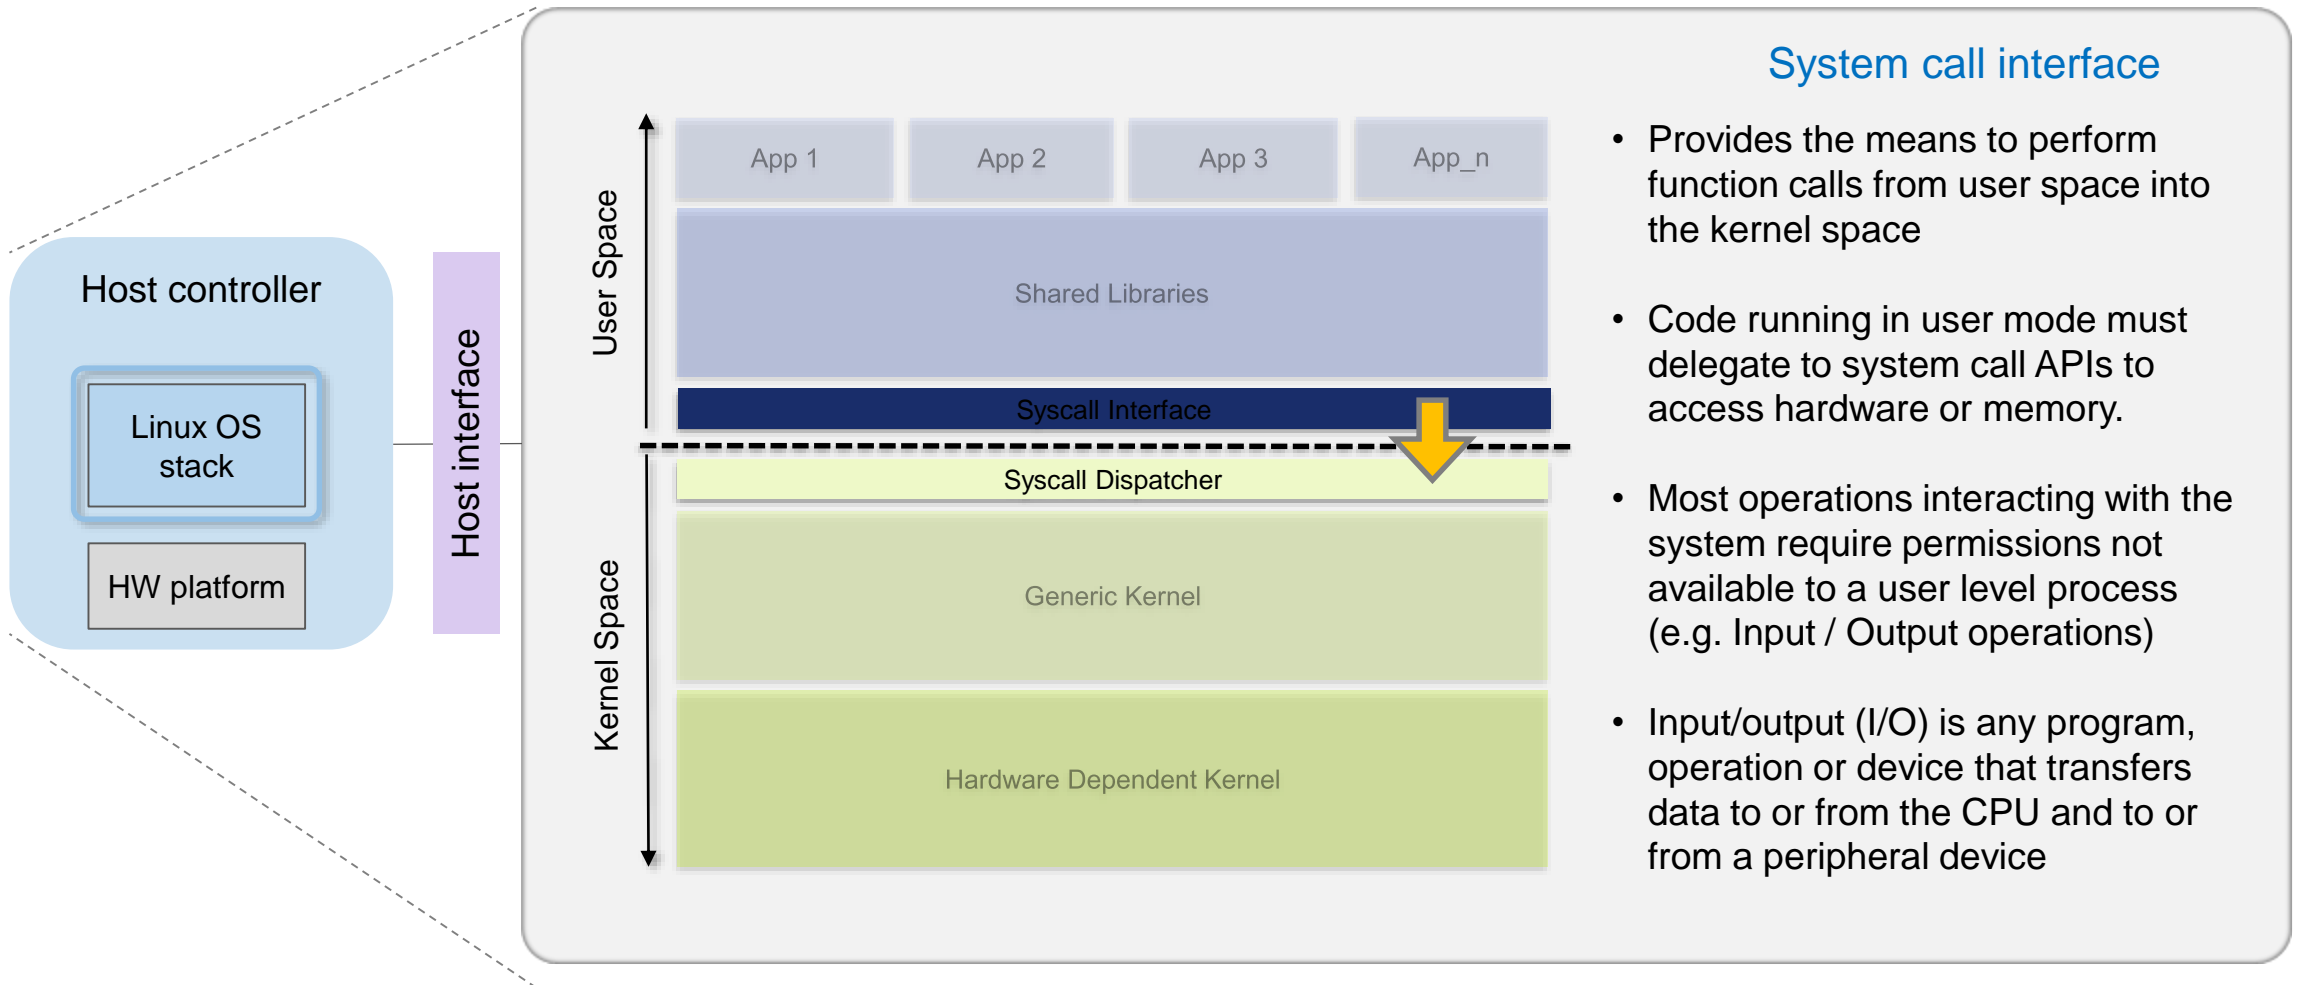 Host controller
Linux OS
stack
HW platform
Host interface
User Space
Kernel Space
App 1
App 2
App 3
App_n
Shared Libraries
Syscall Interface
Syscall Dispatcher
Generic Kernel
Hardware Dependent Kernel
System call interface
• Provides the means to perform
function calls from user space into
the kernel space
• Code running in user mode must
delegate to system call APIs to
access hardware or memory.
• Most operations interacting with the
system require permissions not
available to a user level process
(e.g. Input / Output operations)
• Input/output (I/O) is any program,
operation or device that transfers
data to or from the CPU and to or
from a peripheral device